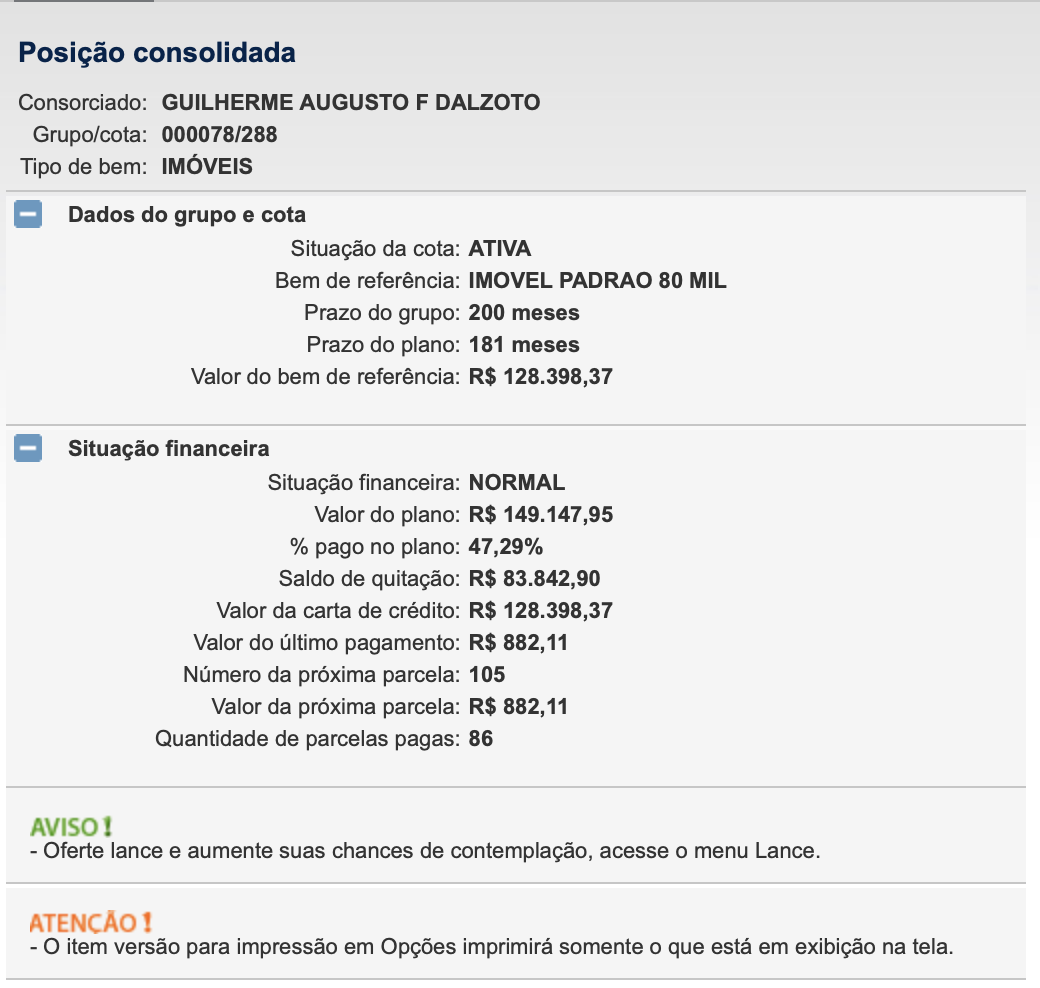 Posição consolidada
Consorciado: GUILHERME AUGUSTO F DALZOTO
Grupo/cota: 000078/288
Tipo de bem: IMÓVEIS
Dados do grupo e cota
Situação da cota: ATIVA
Bem de referência: IMOVEL PADRAO 80 MIL
Prazo do grupo: 200 meses
Prazo do plano: 181 meses
Valor do bem de referência: R$ 128.398,37
Situação financeira
Situação financeira: NORMAL
Valor do plano: R$ 149.147,95
% pago no plano: 47,29%
Saldo de quitação: R$ 83.842,90
Valor da carta de crédito: R$ 128.398,37
Valor do último pagamento: R$ 882,11
Número da próxima parcela: 105
Valor da próxima parcela: R$ 882,11
Quantidade de parcelas pagas: 86
AVISO!
- Oferte lance e aumente suas chances de contemplação, acesse o menu Lance.
ATENÇÃO!
- O item versão para impressão em Opções imprimirá somente o que está em exibição na tela.